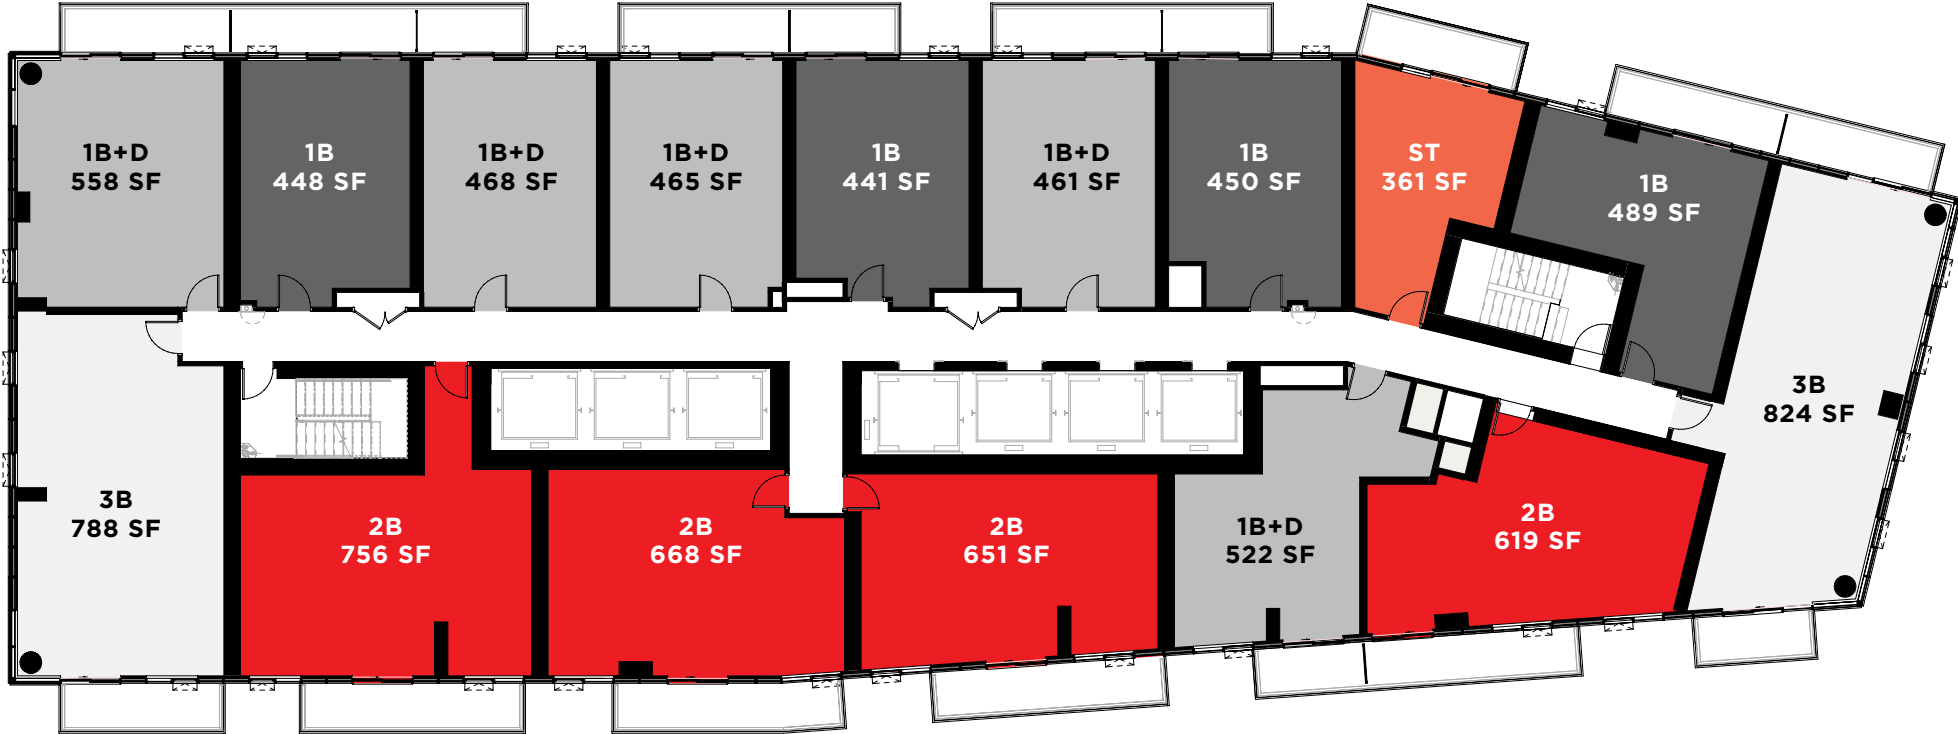 1B+D
558 SF
1B
448 SF
1B+D
468 SF
1B+D
465 SF
1B
441 SF
1B+D
461 SF
1B
450 SF
ST
361 SF
1B
489 SF
3B
824 SF
3B
788 SF
2B
756 SF
2B
668 SF
2B
651 SF
1B+D
522 SF
2B
619 SF